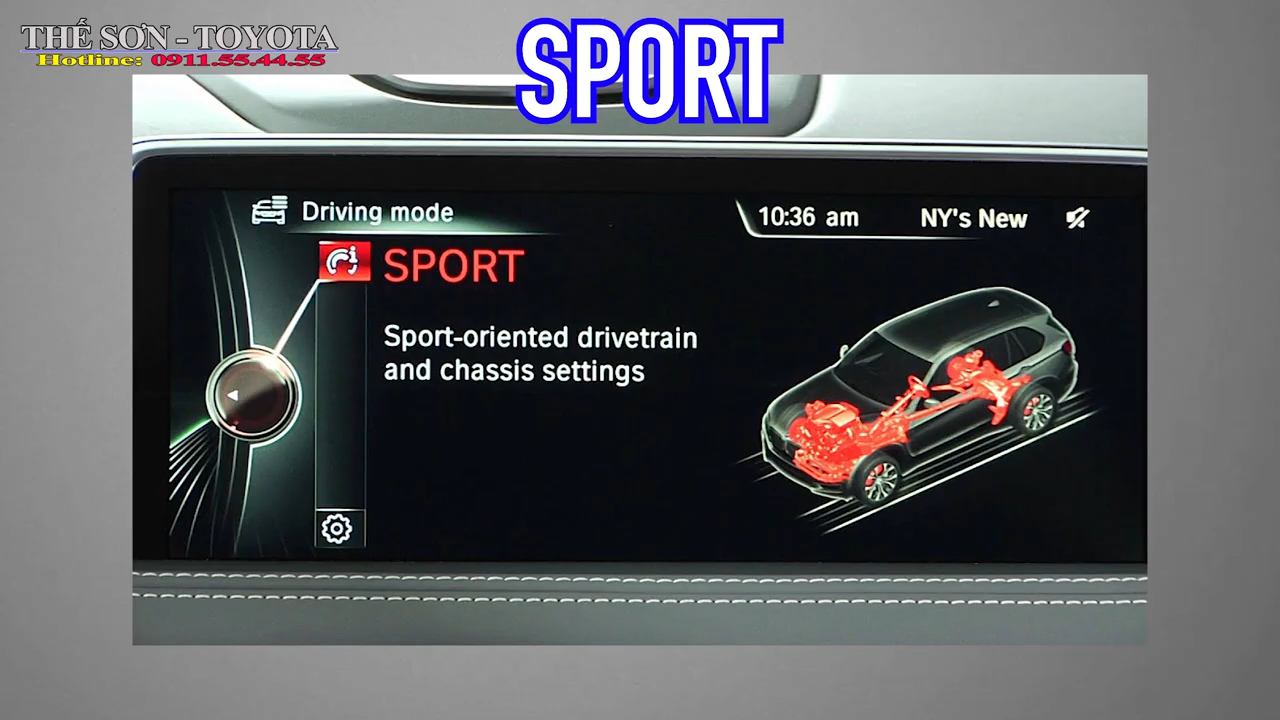 THẾ SƠN - TOYOTA
Hotline: 0911.55.44.55
SPORT
Driving mode
10:36 am
NY's New
SPORT
Sport-oriented drivetrain
and chassis settings